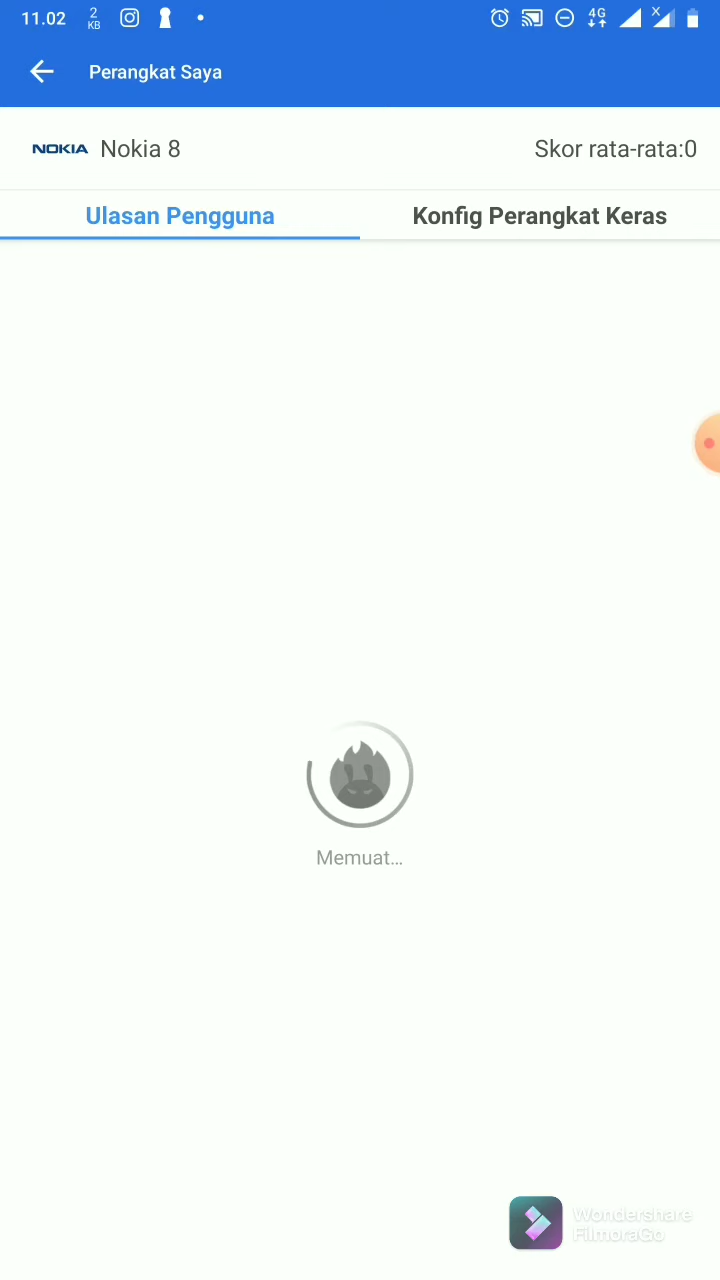 11.02 2 KB 4G X
Perangkat Saya
NOKIA Nokia 8 Skor rata-rata:0
Ulasan Pengguna Konfig Perangkat Keras
Memuat...
Wondershare
FilmoraGo